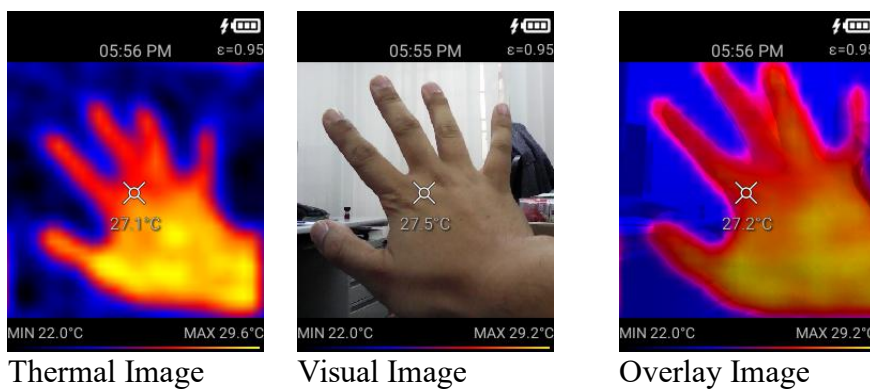 05:56 PM ε=0.95
27.1°C
MIN 22.0°C MAX 29.6°C
Thermal Image
05:55 PM ε=0.95
27.5°C
MIN 22.0°C MAX 29.2°C
Visual Image
05:56 PM ε=0.95
27.2°C
MIN 22.0°C MAX 29.2°C
Overlay Image